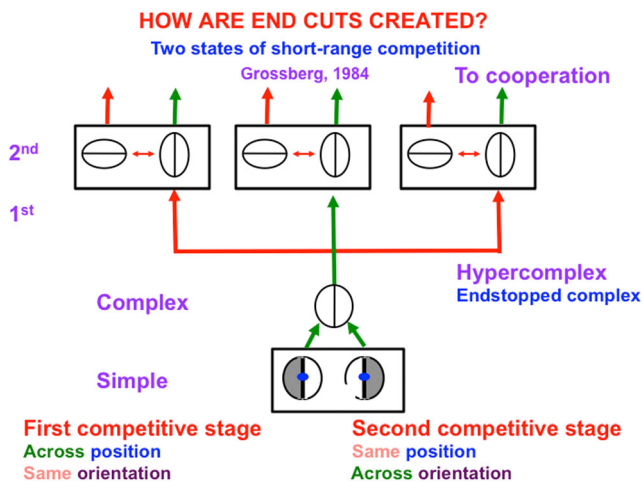 HOW ARE END CUTS CREATED?
Two states of short-range competition
Grossberg, 1984
To cooperation
2nd
1st
Hypercomplex
Endstopped complex
Complex
Simple
First competitive stage
Across position
Same orientation
Second competitive stage
Same position
Across orientation